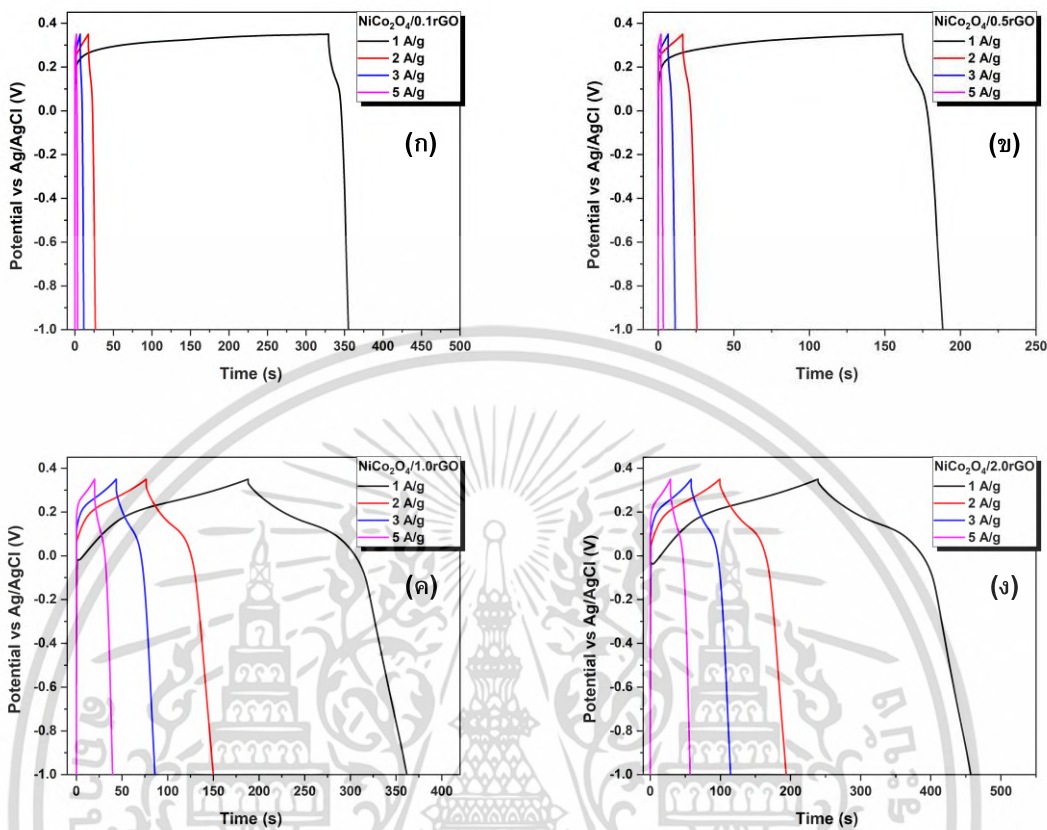 NiCo₂O₄/0.1rGO
1 A/g
2 A/g
3 A/g
5 A/g
(ก)
Potential vs Ag/AgCl (V)
0.4
0.2
0.0
-0.2
-0.4
-0.6
-0.8
-1.0
0 50 100 150 200 250 300 350 400 450 500
Time (s)
NiCo₂O₄/0.5rGO
1 A/g
2 A/g
3 A/g
5 A/g
(ข)
Potential vs Ag/AgCl (V)
0.4
0.2
0.0
-0.2
-0.4
-0.6
-0.8
-1.0
0 50 100 150 200 250
Time (s)
NiCo₂O₄/1.0rGO
1 A/g
2 A/g
3 A/g
5 A/g
(ค)
Potential vs Ag/AgCl (V)
0.4
0.2
0.0
-0.2
-0.4
-0.6
-0.8
-1.0
0 50 100 150 200 250 300 350 400
Time (s)
NiCo₂O₄/2.0rGO
1 A/g
2 A/g
3 A/g
5 A/g
(ง)
Potential vs Ag/AgCl (V)
0.4
0.2
0.0
-0.2
-0.4
-0.6
-0.8
-1.0
0 100 200 300 400 500
Time (s)